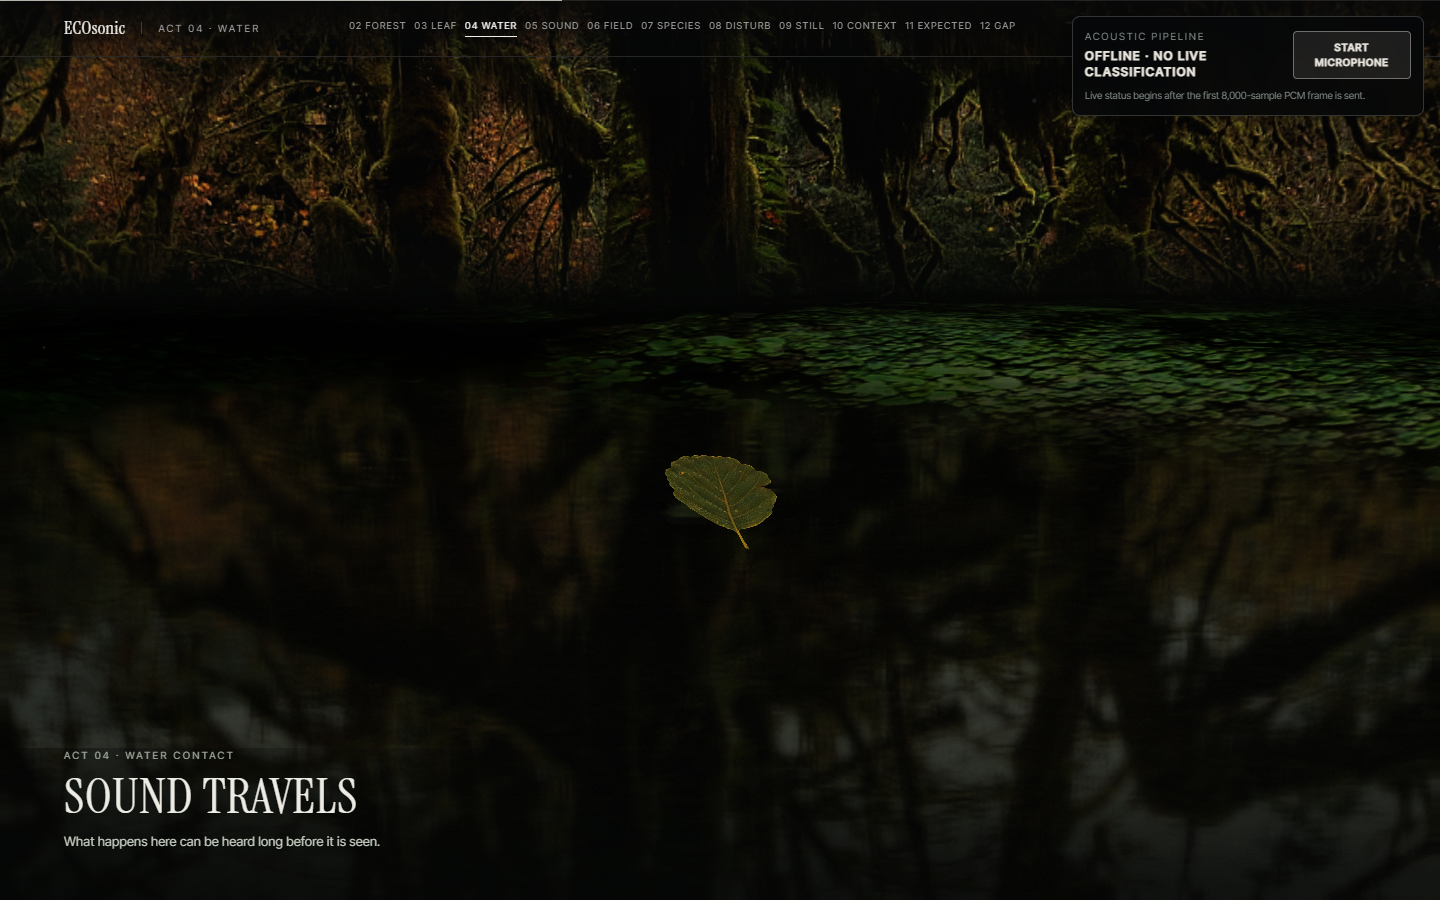 ECOsonic
ACT 04 · WATER
02 FOREST 03 LEAF 04 WATER 05 SOUND 06 FIELD 07 SPECIES 08 DISTURB 09 STILL 10 CONTEXT 11 EXPECTED 12 GAP
ACOUSTIC PIPELINE
OFFLINE · NO LIVE
CLASSIFICATION
START
MICROPHONE
Live status begins after the first 8,000-sample PCM frame is sent.
ACT 04 · WATER CONTACT
SOUND TRAVELS
What happens here can be heard long before it is seen.